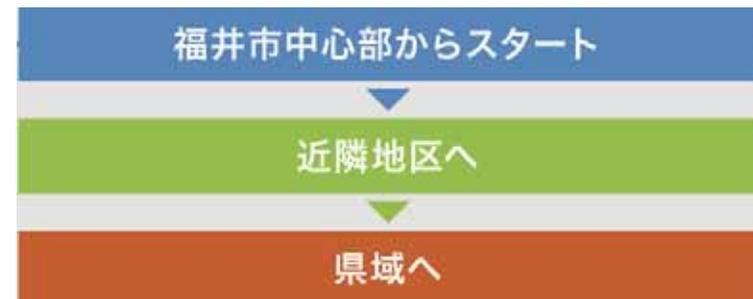 福井市中心部からスタート
近隣地区へ
県域へ